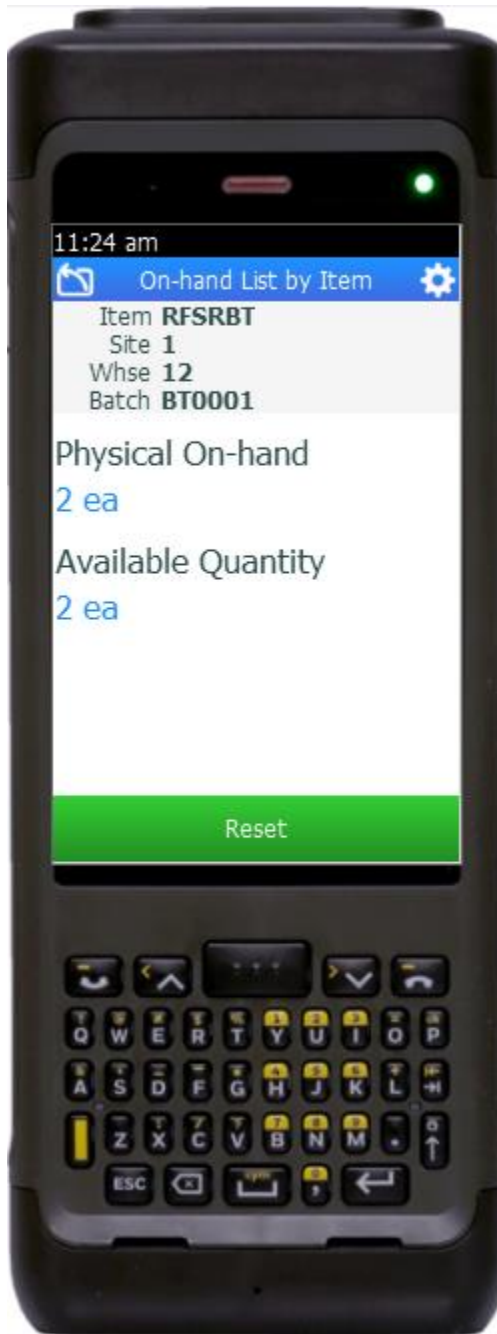 11:24 am
On-hand List by Item
Item RFSRBT
Site 1
Whse 12
Batch BT0001
Physical On-hand
2 ea
Available Quantity
2 ea
Reset
Q W E R T Y U I O P
A S D F G H J K L
Z X C V B N M .
ESC sym ,